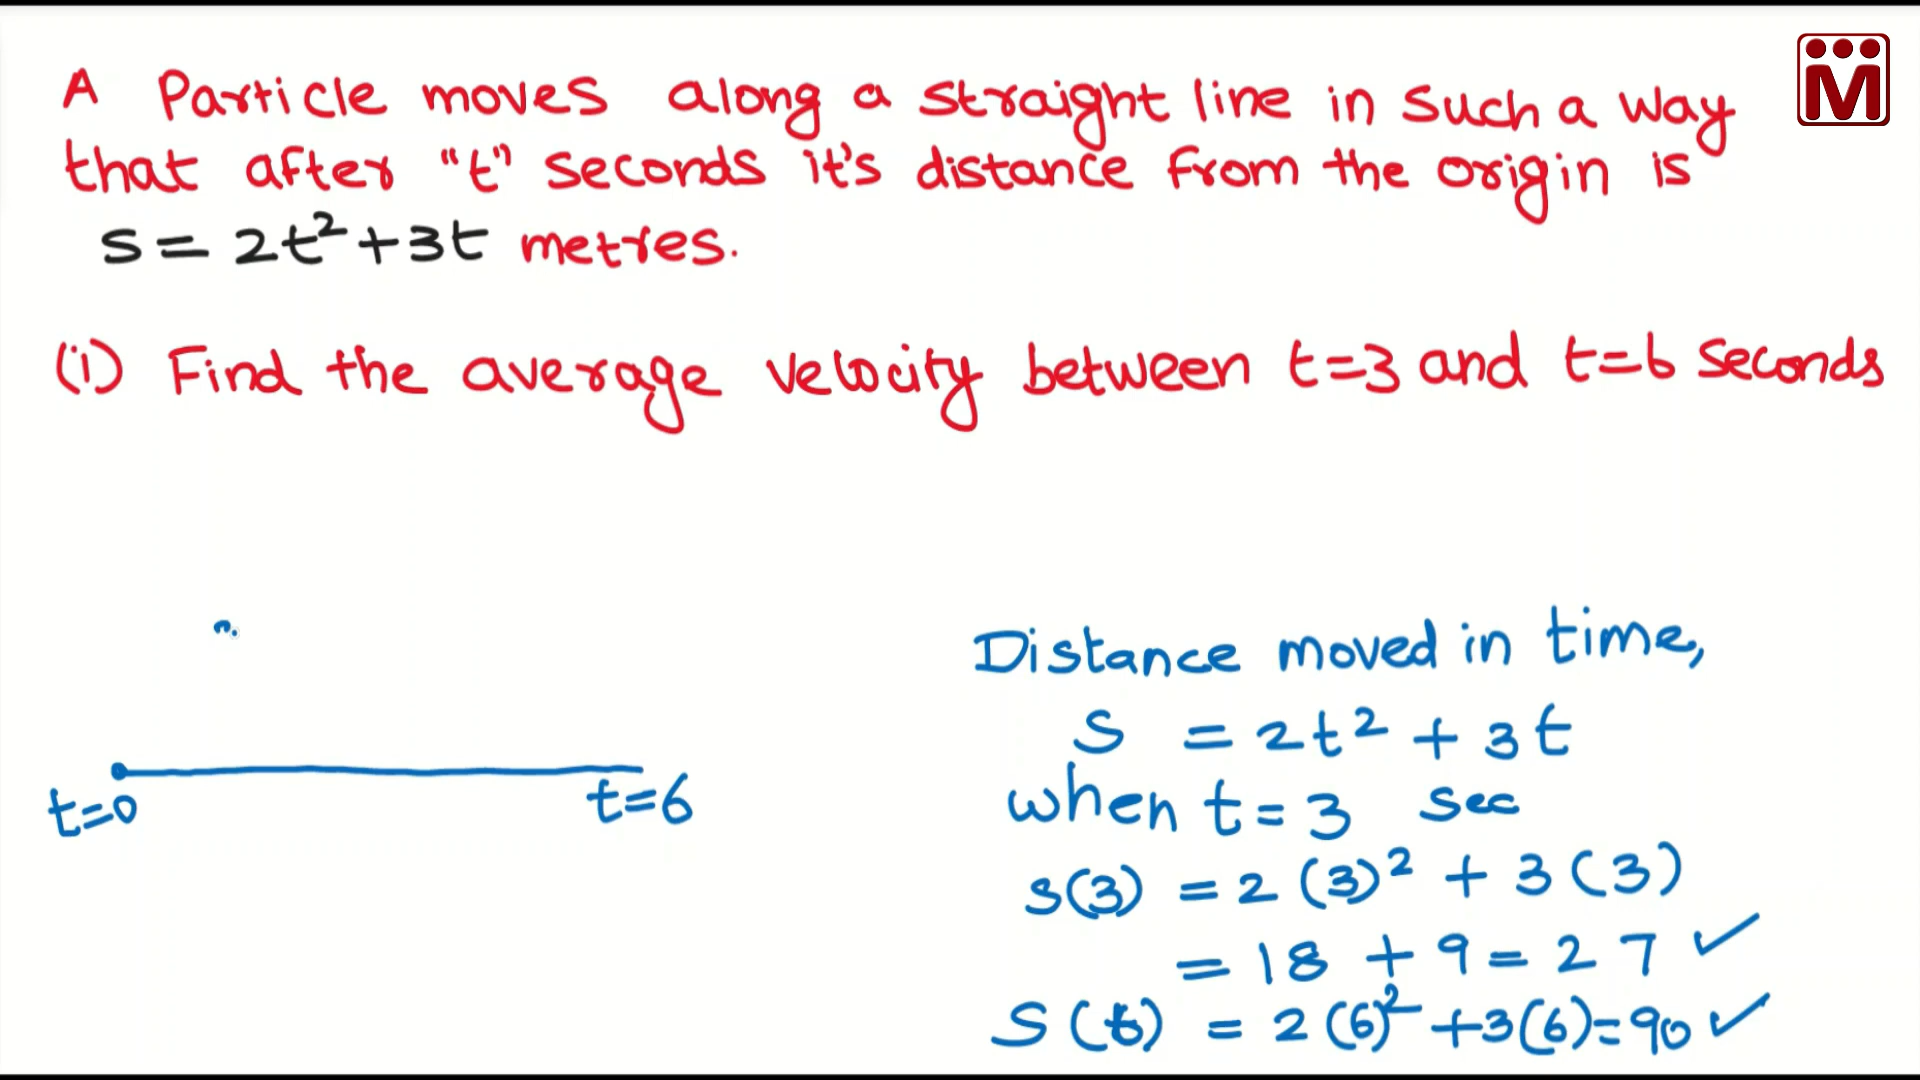 A Particle moves along a straight line in such a way
that after "t" seconds it's distance from the origin is
s = 2t² + 3t metres.
(i) Find the average velocity between t=3 and t=6 seconds
Distance moved in time,
S = 2t² + 3t
when t = 3 sec
s(3) = 2(3)² + 3(3)
= 18 + 9 = 27 ✓
S(6) = 2(6)² + 3(6) = 90 ✓
t=0
t=6
M